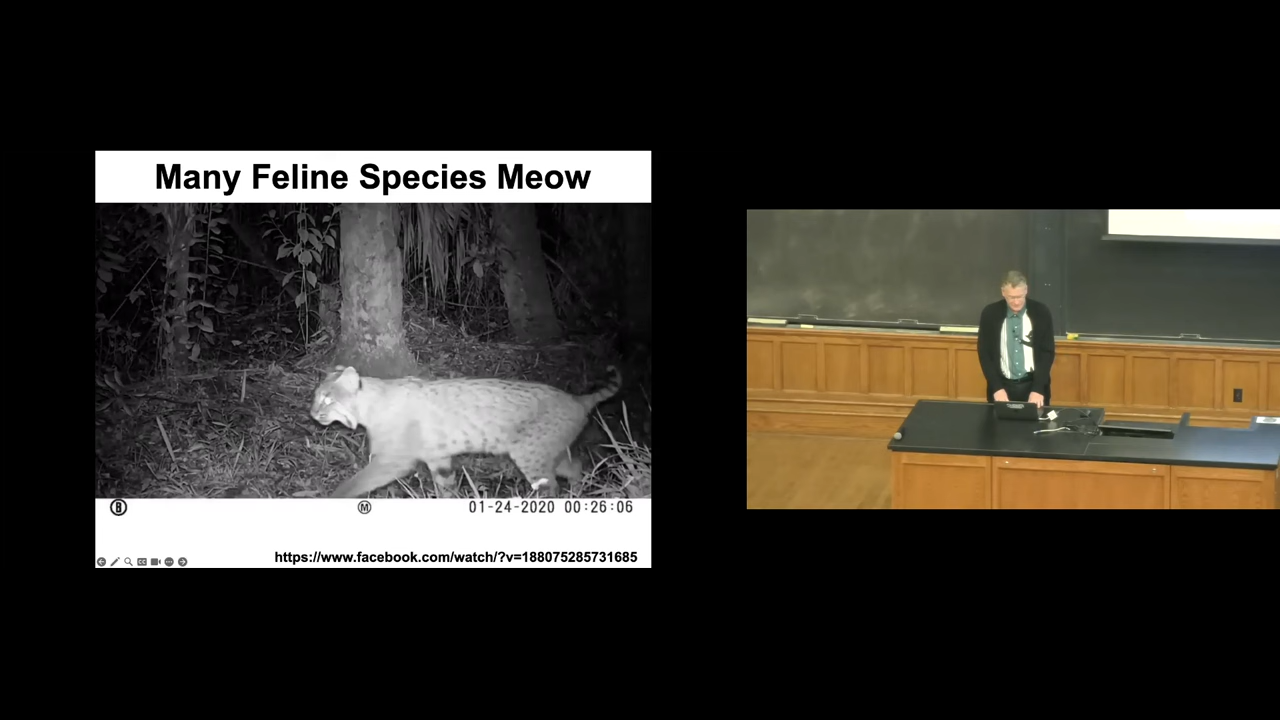 Many Feline Species Meow
B
M
01-24-2020 00:26:06
https://www.facebook.com/watch/?v=188075285731685